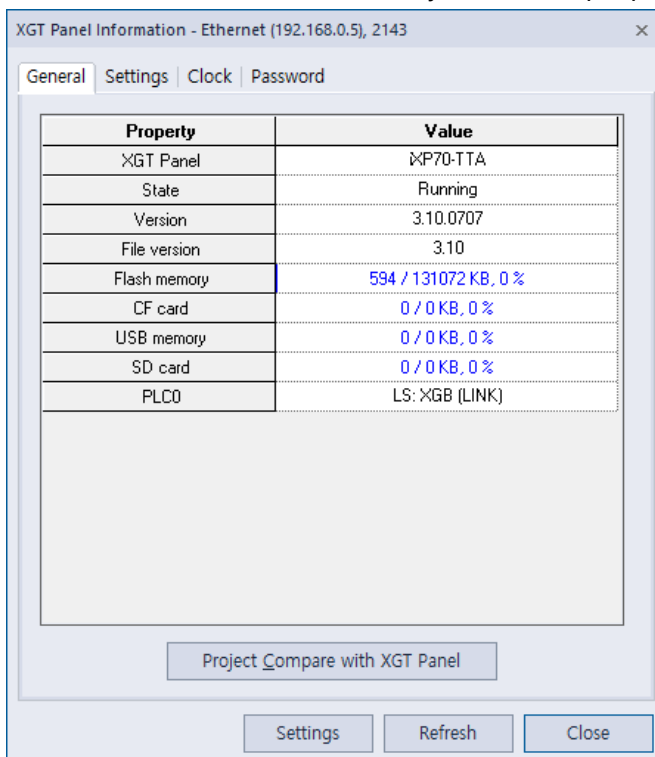 XGT Panel Information - Ethernet (192.168.0.5), 2143
General Settings Clock Password
Property Value
XGT Panel iXP70-TTA
State Running
Version 3.10.0707
File version 3.10
Flash memory 594 / 131072 KB, 0 %
CF card 0 / 0 KB, 0 %
USB memory 0 / 0 KB, 0 %
SD card 0 / 0 KB, 0 %
PLC0 LS: XGB (LINK)
Project Compare with XGT Panel
Settings Refresh Close